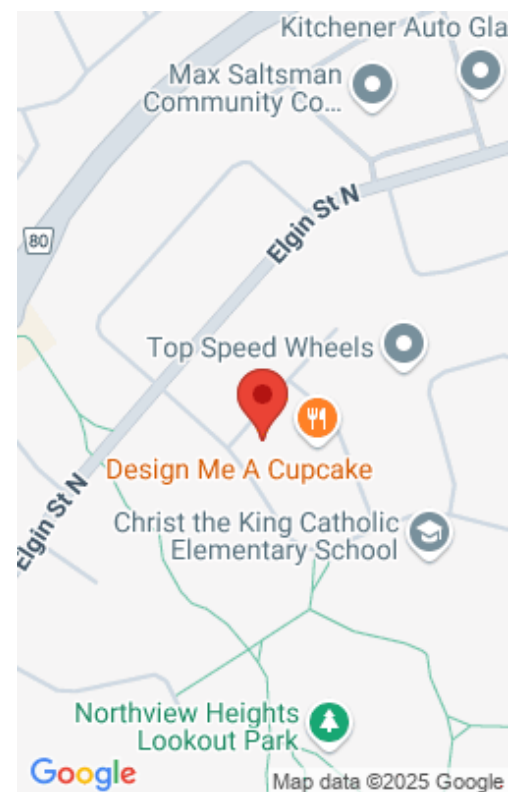 Kitchener Auto Gla
Max Saltsman
Community Co...
Elgin St N
80
Top Speed Wheels
Design Me A Cupcake
Christ the King Catholic
Elementary School
Elgin St N
Northview Heights
Lookout Park
Google
Map data ©2025 Google